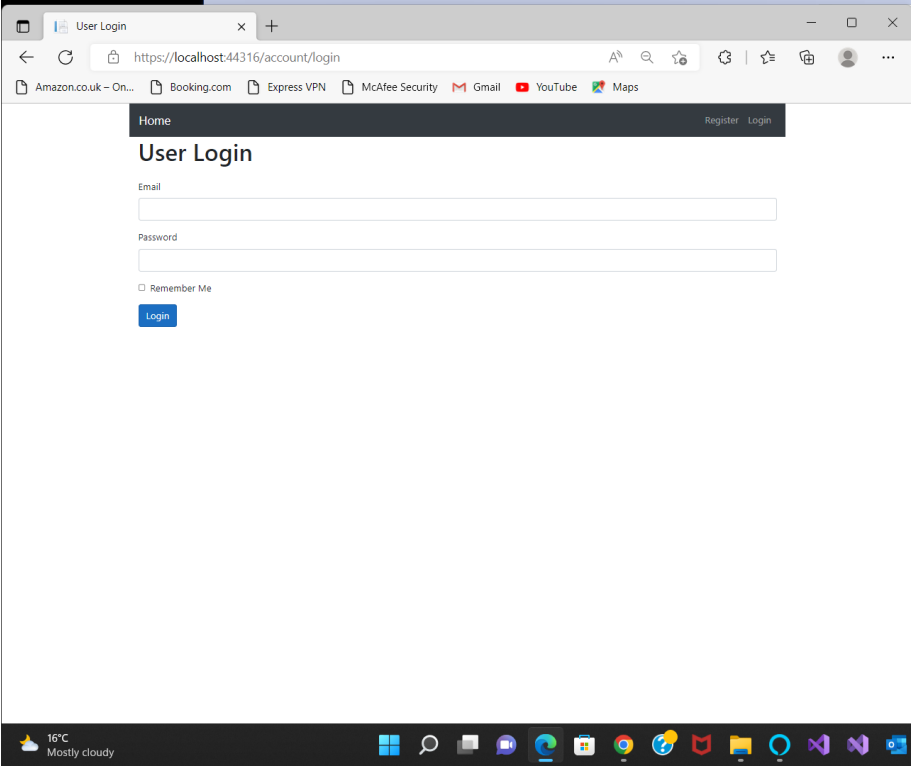 User Login
https://localhost:44316/account/login
Amazon.co.uk – On... Booking.com Express VPN McAfee Security Gmail YouTube Maps
Home Register Login
User Login
Email
Password
Remember Me
Login
16°C
Mostly cloudy